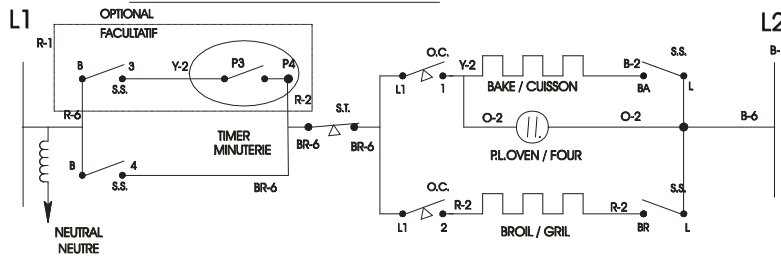 L1
OPTIONAL
FACULTATIF
L2
R-1
B-
B
3
S.S.
Y-2
P3
P4
R-2
R-6
O.C.
L1
1
Y-2
BAKE / CUISSON
B-2
BA
S.S.
L
S.T.
TIMER
MINUTERIE
BR-6
BR-6
O-2
O-2
P.L.OVEN / FOUR
B-6
B
4
S.S.
BR-6
O.C.
L1
2
R-2
BROIL / GRIL
R-2
BR
S.S.
L
NEUTRAL
NEUTRE